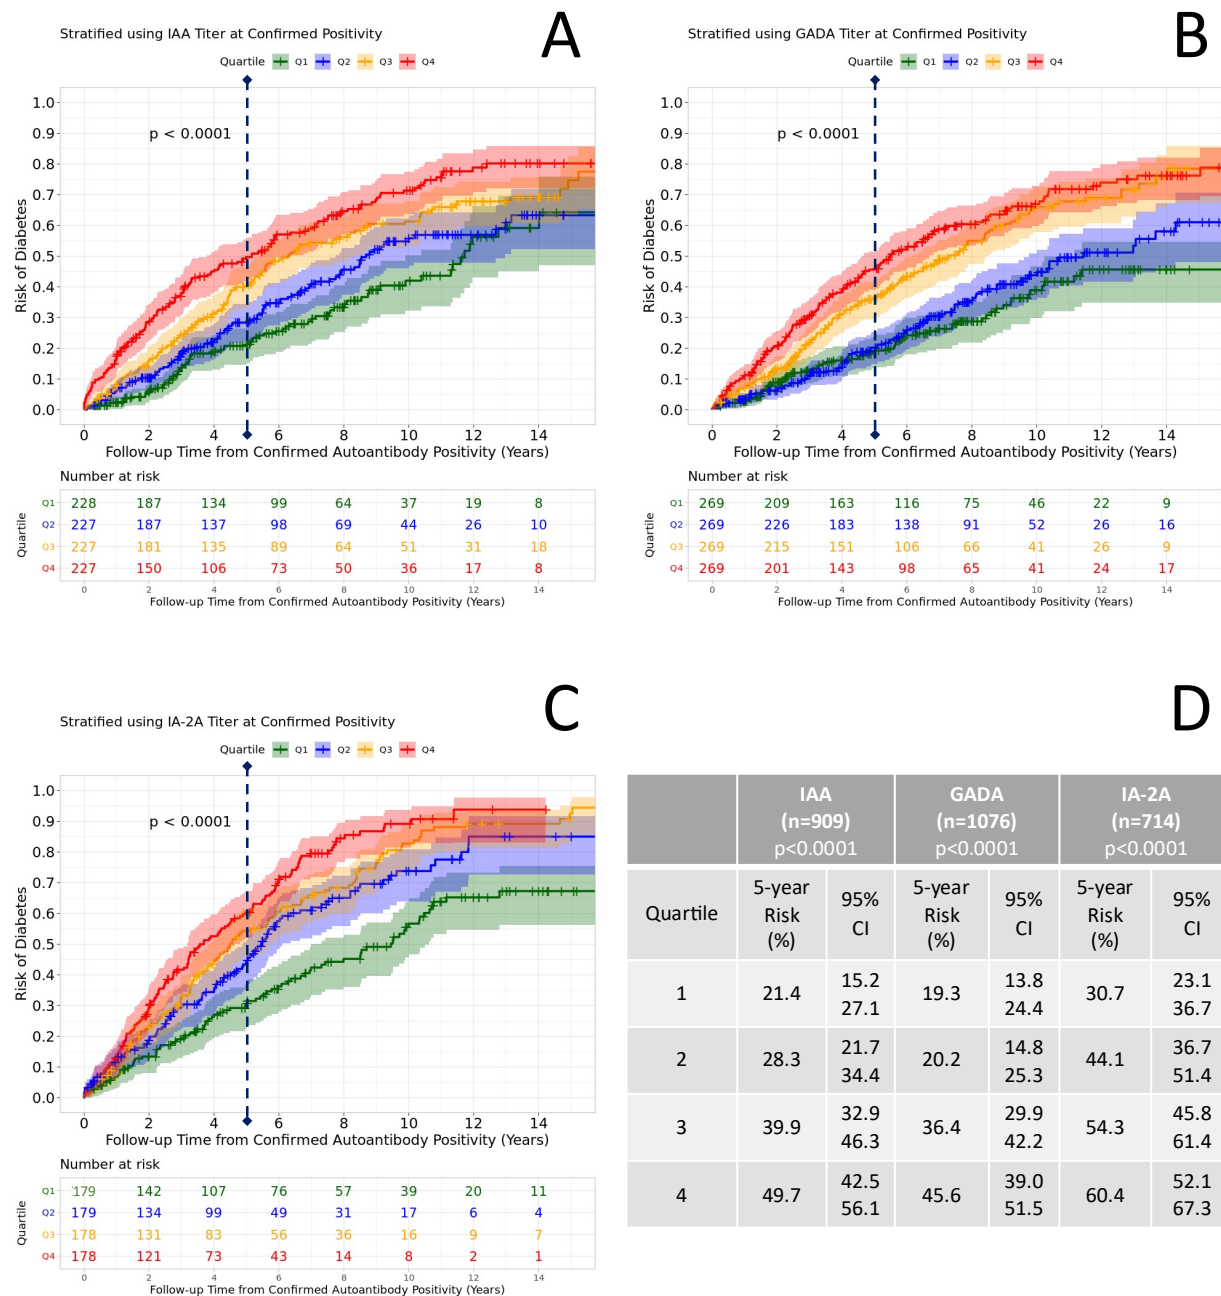 A
Stratified using IAA Titer at Confirmed Positivity
Quartile Q1 Q2 Q3 Q4
p < 0.0001
Risk of Diabetes
1.0
0.9
0.8
0.7
0.6
0.5
0.4
0.3
0.2
0.1
0.0
0 2 4 6 8 10 12 14
Follow-up Time from Confirmed Autoantibody Positivity (Years)
Number at risk
Quartile
Q1 228 187 134 99 64 37 19 8
Q2 227 187 137 98 69 44 26 10
Q3 227 181 135 89 64 51 31 18
Q4 227 150 106 73 50 36 17 8
0 2 4 6 8 10 12 14
Follow-up Time from Confirmed Autoantibody Positivity (Years)
B
Stratified using GADA Titer at Confirmed Positivity
Quartile Q1 Q2 Q3 Q4
p < 0.0001
Risk of Diabetes
1.0
0.9
0.8
0.7
0.6
0.5
0.4
0.3
0.2
0.1
0.0
0 2 4 6 8 10 12 14
Follow-up Time from Confirmed Autoantibody Positivity (Years)
Number at risk
Quartile
Q1 269 209 163 116 75 46 22 9
Q2 269 226 183 138 91 52 26 16
Q3 269 215 151 106 66 41 26 9
Q4 269 201 143 98 65 41 24 17
0 2 4 6 8 10 12 14
Follow-up Time from Confirmed Autoantibody Positivity (Years)
C
Stratified using IA-2A Titer at Confirmed Positivity
Quartile Q1 Q2 Q3 Q4
p < 0.0001
Risk of Diabetes
1.0
0.9
0.8
0.7
0.6
0.5
0.4
0.3
0.2
0.1
0.0
0 2 4 6 8 10 12 14
Follow-up Time from Confirmed Autoantibody Positivity (Years)
Number at risk
Quartile
Q1 179 142 107 76 57 39 20 11
Q2 179 134 99 49 31 17 6 4
Q3 178 131 83 56 36 16 9 7
Q4 178 121 73 43 14 8 2 1
0 2 4 6 8 10 12 14
Follow-up Time from Confirmed Autoantibody Positivity (Years)
D
IAA GADA IA-2A
(n=909) (n=1076) (n=714)
p<0.0001 p<0.0001 p<0.0001
5-year 95% 5-year 95% 5-year 95%
Quartile Risk CI Risk CI Risk CI
(%) (%) (%)
15.2 13.8 23.1
1 21.4 19.3 30.7
27.1 24.4 36.7
21.7 14.8 36.7
2 28.3 20.2 44.1
34.4 25.3 51.4
32.9 29.9 45.8
3 39.9 36.4 54.3
46.3 42.2 61.4
42.5 39.0 52.1
4 49.7 45.6 60.4
56.1 51.5 67.3